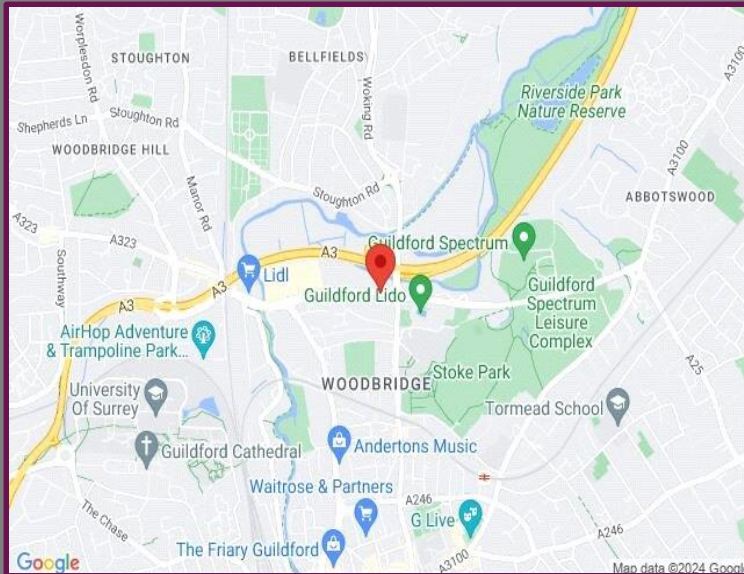 Worplesdon Rd
STOUGHTON
BELLFIELDS
Woking Rd
A3100
Riverside Park
Nature Reserve
Stoughton Rd
Shepherds Ln
WOODBRIDGE HILL
Manor Rd
Stoughton Rd
A3100
ABBOTSWOOD
A323
A323
Southway
A3
Guildford Spectrum
A3
Lidl
A3
Guildford Lido
Guildford
Spectrum
Leisure
Complex
AirHop Adventure
& Trampoline Park...
A25
Stoke Park
WOODBRIDGE
University
Of Surrey
Tormead School
Guildford Cathedral
Andertons Music
Waitrose & Partners
A246
The Chase
G Live
A246
The Friary Guildford
A3100
Google
Map data ©2024 Google